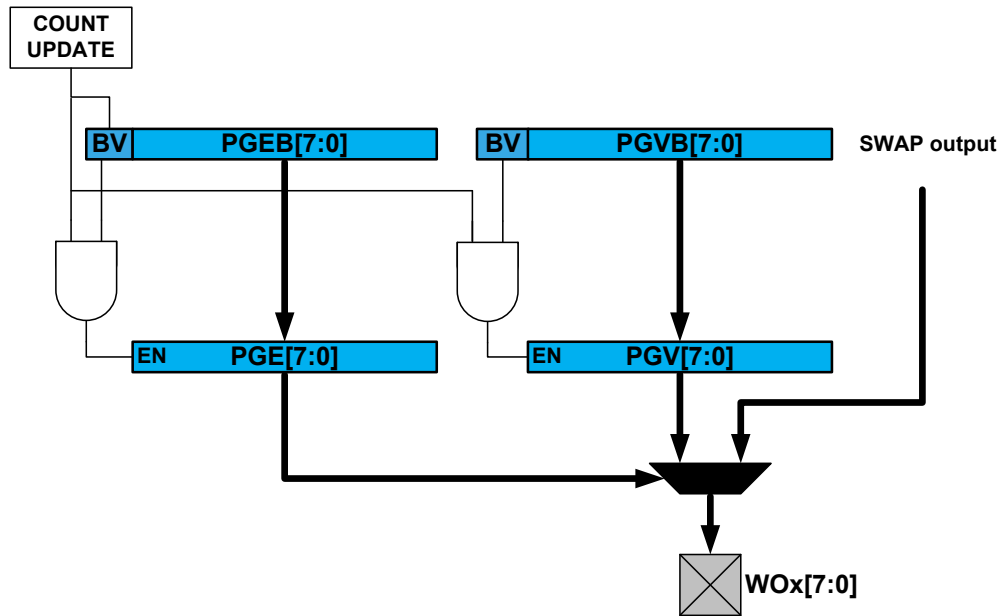 COUNT
UPDATE
BV PGEB[7:0]
BV PGVB[7:0]
SWAP output
EN PGE[7:0]
EN PGV[7:0]
WOx[7:0]